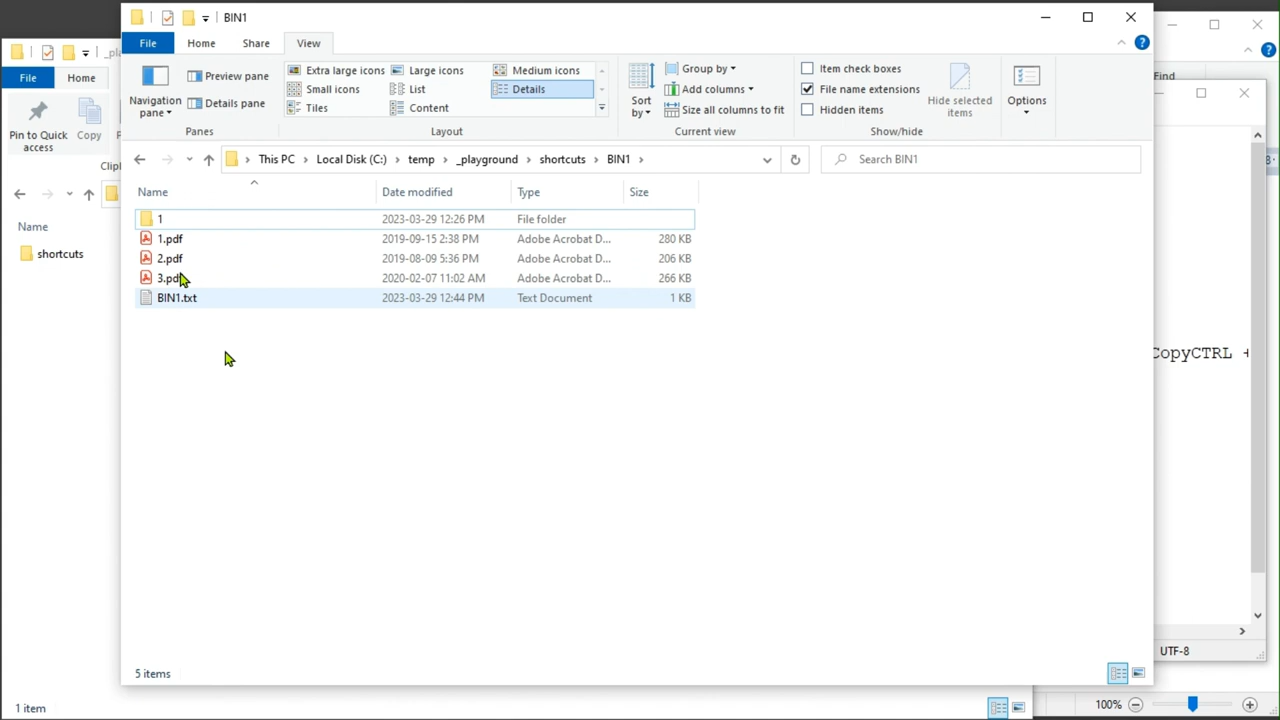 BIN1
File Home Share View
Navigation pane
Preview pane
Details pane
Panes
Extra large icons Large icons Medium icons
Small icons List Details
Tiles Content
Layout
Sort by
Group by
Add columns
Size all columns to fit
Current view
Item check boxes
File name extensions
Hidden items
Hide selected items
Show/hide
Options
This PC Local Disk (C:) temp _playground shortcuts BIN1
Search BIN1
Name Date modified Type Size
1 2023-03-29 12:26 PM File folder
1.pdf 2019-09-15 2:38 PM Adobe Acrobat D... 280 KB
2.pdf 2019-08-09 5:36 PM Adobe Acrobat D... 206 KB
3.pdf 2020-02-07 11:02 AM Adobe Acrobat D... 266 KB
BIN1.txt 2023-03-29 12:44 PM Text Document 1 KB
5 items
File Home
Pin to Quick access
Copy
Name
shortcuts
1 item
Find
CopyCTRL +
UTF-8
100%